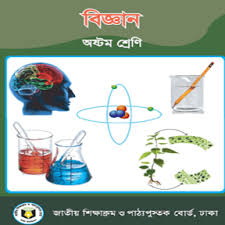 বিজ্ঞান
অষ্টম শ্রেণি
জাতীয় শিক্ষাক্রম ও পাঠ্যপুস্তক বোর্ড, ঢাকা